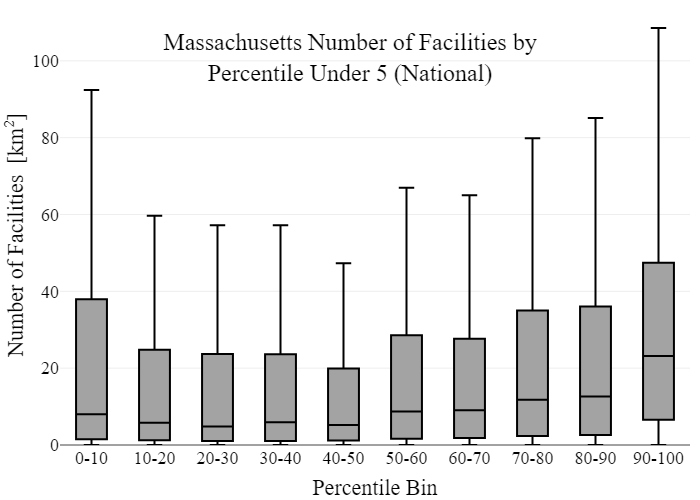 Massachusetts Number of Facilities by
Percentile Under 5 (National)
Number of Facilities [km²]
100
80
60
40
20
0
0-10 10-20 20-30 30-40 40-50 50-60 60-70 70-80 80-90 90-100
Percentile Bin